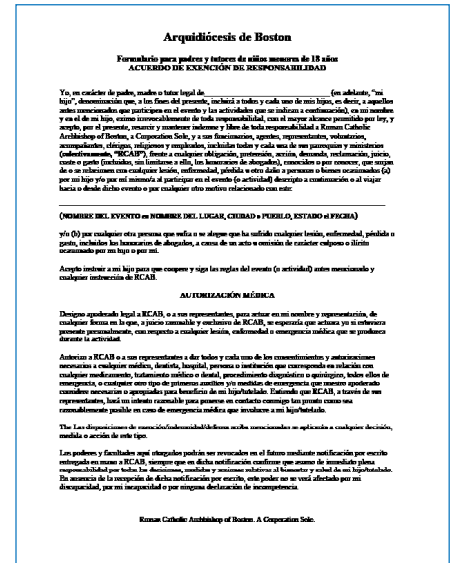 Arquidiócesis de Boston
Formulario para padres y tutores de niños menores de 18 años
ACUERDO DE EXENCIÓN DE RESPONSABILIDAD
Yo, en carácter de padre, madre o tutor legal de______________________________(en adelante, “mi
hijo”, denominación que, a los fines del presente, incluirá a todos y cada uno de mis hijos, es decir, a aquellos
antes mencionados que participen en el evento y las actividades que se indican a continuación), en mi nombre
y en el de mi hijo, eximo irrevocablemente de toda responsabilidad, con el mayor alcance permitido por ley, y
acepto, por el presente, resarcir y mantener indemne y libre de toda responsabilidad a Roman Catholic
Archbishop of Boston, a Corporation Sole, y a sus funcionarios, agentes, representantes, voluntarios,
acompañantes, clérigos, religiosos y empleados, incluidas todas y cada una de sus parroquias y ministerios
(colectivamente, “RCAB”), frente a cualquier obligación, pretensión, acción, demanda, reclamación, juicio,
coste o gasto (incluidos, sin limitarse a ello, los honorarios de abogados), conocidos o por conocer, que surjan
de o se relacionen con cualquier lesión, enfermedad, pérdida u otro daño a personas o bienes ocasionados (a)
por mi hijo y/o por mí mismo/a al participar en el evento (o actividad) descripto a continuación o al viajar
hacia o desde dicho evento o por cualquier otro motivo relacionado con este:
(NOMBRE DEL EVENTO en NOMBRE DEL LUGAR, CIUDAD o PUEBLO, ESTADO el FECHA)
y/o (b) por cualquier otra persona que sufra o se alegue que ha sufrido cualquier lesión, enfermedad, pérdida o
gasto, incluidos los honorarios de abogados, a causa de un acto u omisión de carácter culposo o ilícito
ocasionado por mi hijo o por mí.
Acepto instruir a mi hijo para que coopere y siga las reglas del evento (o actividad) antes mencionado y
cualquier instrucción de RCAB.
AUTORIZACIÓN MÉDICA
Designo apoderado legal a RCAB, o a sus representantes, para actuar en mi nombre y representación, de
cualquier forma en la que, a juicio razonable y exclusivo de RCAB, se esperaría que actuara yo si estuviera
presente personalmente, con respecto a cualquier lesión, enfermedad o emergencia médica que se produzca
durante la actividad.
Autorizo a RCAB o a sus representantes a dar todos y cada uno de los consentimientos y autorizaciones
necesarios a cualquier médico, dentista, hospital, persona o institución que corresponda en relación con
cualquier medicamento, tratamiento médico o dental, procedimiento diagnóstico o quirúrgico, todos ellos de
emergencia, o cualquier otro tipo de primeros auxilios y/o medidas de emergencia que nuestro apoderado
considere necesarios o apropiados para beneficio de mi hijo/tutelado. Entiendo que RCAB, a través de sus
representantes, hará un intento razonable para ponerse en contacto conmigo tan pronto como sea
razonablemente posible en caso de emergencia médica que involucre a mi hijo/tutelado.
The Las disposiciones de exención/indemnidad/defensa arriba mencionadas se aplicarán a cualquier decisión,
medida o acción de este tipo.
Los poderes y facultades aquí otorgados podrán ser revocados en el futuro mediante notificación por escrito
entregada en mano a RCAB, siempre que en dicha notificación confirme que asumo de inmediato plena
responsabilidad por todas las decisiones, medidas y acciones relativas al bienestar y salud de mi hijo/tutelado.
En ausencia de la recepción de dicha notificación por escrito, este poder no se verá afectado por mi
discapacidad, por mi incapacidad o por ninguna declaración de incompetencia.
Roman Catholic Archbishop of Boston, A Corporation Sole.